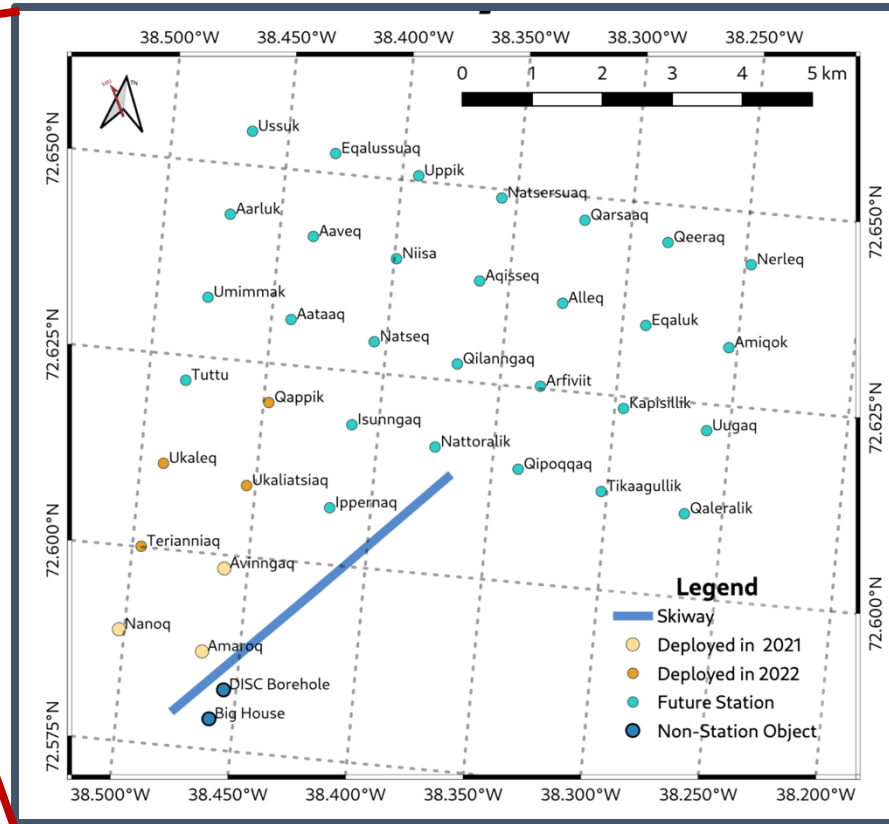 38.500°W 38.450°W 38.400°W 38.350°W 38.300°W 38.250°W
MN TN
0 1 2 3 4 5 km
Ussuk
72.650°N
Eqalussuaq
Uppik
Natsersuaq
Aarluk
Qarsaaq
72.650°N
Aaveq
Qeeraq
Niisa
Nerleq
Aqisseq
Umimmak
Alleq
Aataaq
Eqaluk
Natseq
Amiqok
72.625°N
Qilanngaq
Tuttu
Arfiviit
Qappik
Kapisillik
72.625°N
Isunngaq
Uugaq
Nattoralik
Ukaleq
Qipoqqaq
Ukaliatsiaq
Tikaagullik
Ippernaq
Qaleralik
72.600°N
Terianniaq
Avinngaq
Legend
72.600°N
Skiway
Nanoq
Deployed in 2021
Amaroq
Deployed in 2022
DISC Borehole
Future Station
Big House
Non-Station Object
72.575°N
38.500°W 38.450°W 38.400°W 38.350°W 38.300°W 38.250°W 38.200°W